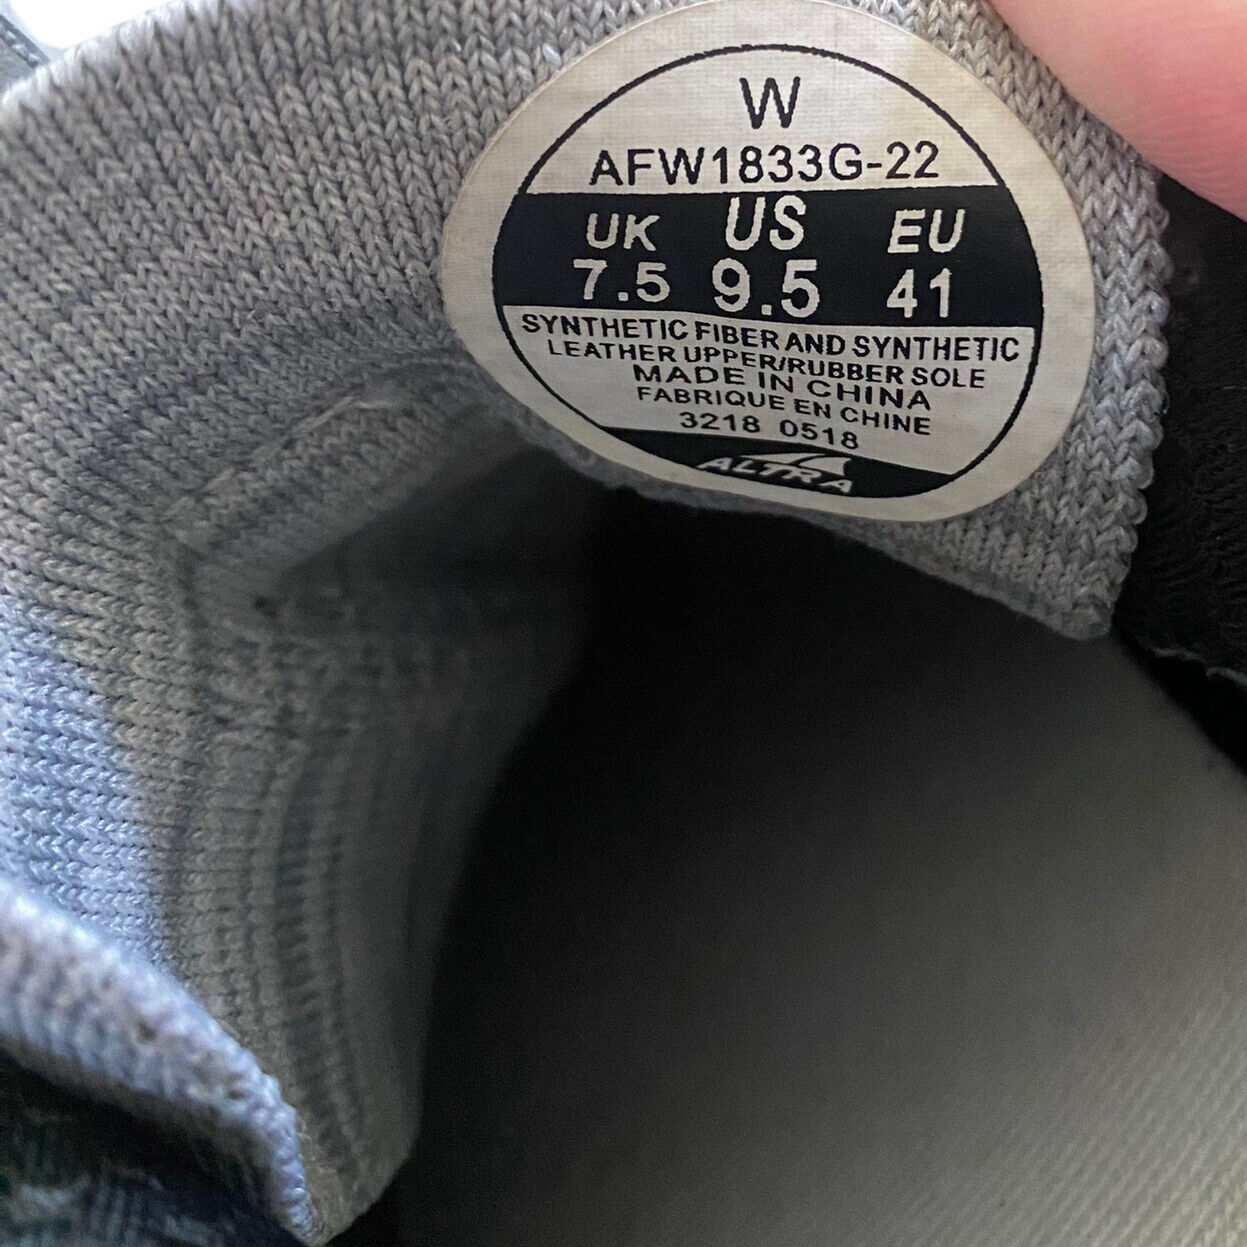 W
AFW1833G-22
UK US EU
7.5 9.5 41
SYNTHETIC FIBER AND SYNTHETIC
LEATHER UPPER/RUBBER SOLE
MADE IN CHINA
FABRIQUE EN CHINE
3218 0518
ALTRA